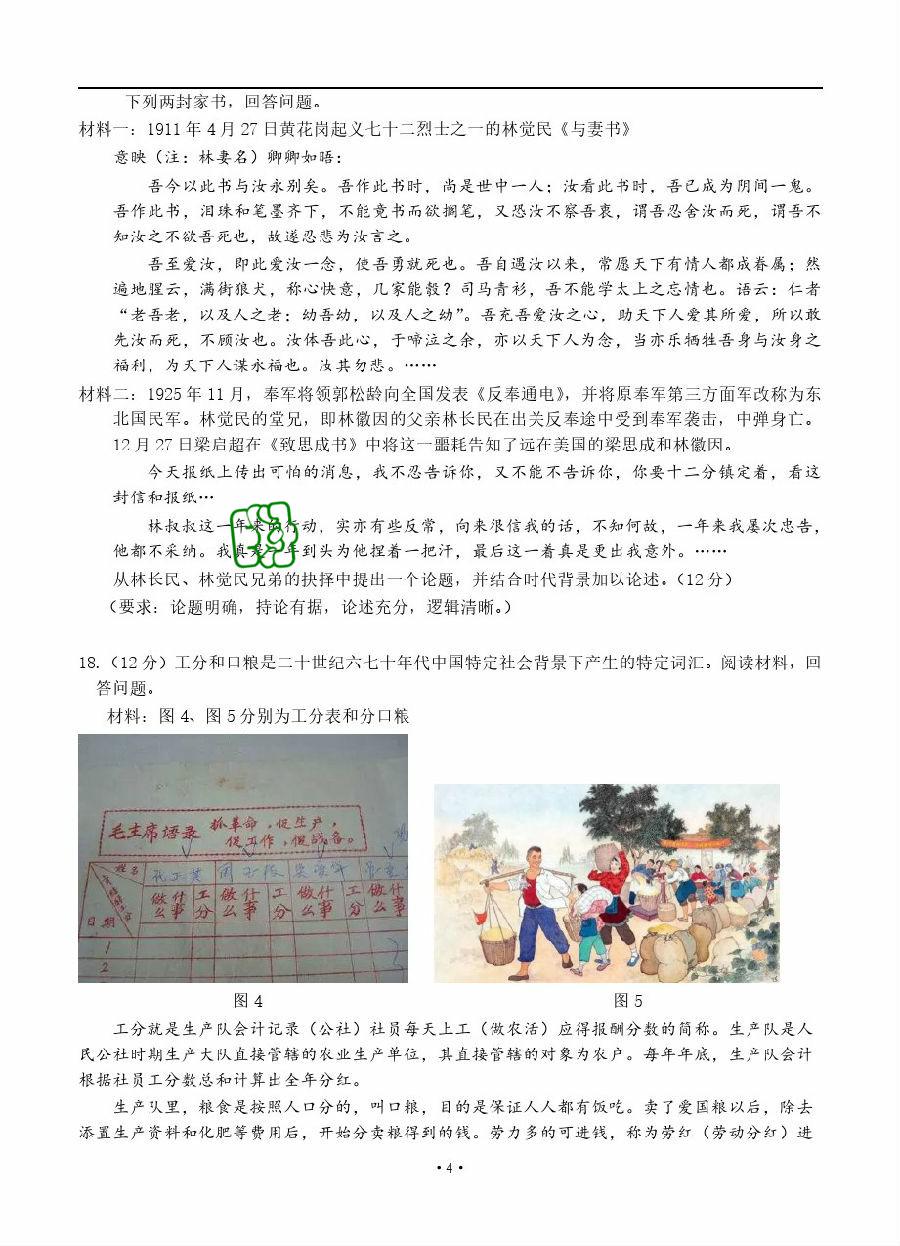 下列两封家书，回答问题。
材料一：1911 年 4 月 27 日黄花岗起义七十二烈士之一的林觉民《与妻书》
意映（注：林妻名）卿卿如晤：
吾今以此书与汝永别矣。吾作此书时，尚是世中一人；汝看此书时，吾已成为阴间一鬼。
吾作此书，泪珠和笔墨齐下，不能竟书而欲搁笔，又恐汝不察吾衷，谓吾忍舍汝而死，谓吾不
知汝之不欲吾死也，故遂忍悲为汝言之。
吾至爱汝，即此爱汝一念，使吾勇就死也。吾自遇汝以来，常愿天下有情人都成眷属；然
遍地腥云，满街狼犬，称心快意，几家能彀？司马青衫，吾不能学太上之忘情也。语云：仁者
“老吾老，以及人之老；幼吾幼，以及人之幼”。吾充吾爱汝之心，助天下人爱其所爱，所以敢
先汝而死，不顾汝也。汝体吾此心，于啼泣之余，亦以天下人为念，当亦乐牺牲吾身与汝身之
福利，为天下人谋永福也。汝其勿悲。……
材料二：1925 年 11 月，奉军将领郭松龄向全国发表《反奉通电》，并将原奉军第三方面军改称为东
北国民军。林觉民的堂兄，即林徽因的父亲林长民在出关反奉途中受到奉军袭击，中弹身亡。
12 月 27 日梁启超在《致思成书》中将这一噩耗告知了远在美国的梁思成和林徽因。
今天报纸上传出可怕的消息，我不忍告诉你，又不能不告诉你，你要十二分镇定着，看这
封信和报纸…
林叔叔这一年来的行动，实亦有些反常，向来很信我的话，不知何故，一年来我屡次忠告，
他都不采纳。我真是一年到头为他捏着一把汗，最后这一着真是更出我意外。……
从林长民、林觉民兄弟的抉择中提出一个论题，并结合时代背景加以论述。（12 分）
（要求：论题明确，持论有据，论述充分，逻辑清晰。）
18.（12 分）工分和口粮是二十世纪六七十年代中国特定社会背景下产生的特定词汇。阅读材料，回
答问题。
材料：图 4、图 5 分别为工分表和分口粮
毛主席语录 抓革命，促生产，
促工作，促战备。
姓名
日期
做什么事 工分 做什么事 工分 做什么事 工分 做什么事
1
2
图 4
图 5
工分就是生产队会计记录（公社）社员每天上工（做农活）应得报酬分数的简称。生产队是人
民公社时期生产大队直接管辖的农业生产单位，其直接管辖的对象为农户。每年年底，生产队会计
根据社员工分数总和计算出全年分红。
生产队里，粮食是按照人口分的，叫口粮，目的是保证人人都有饭吃。卖了爱国粮以后，除去
添置生产资料和化肥等费用后，开始分卖粮得到的钱。劳力多的可进钱，称为劳红（劳动分红）进
·4·